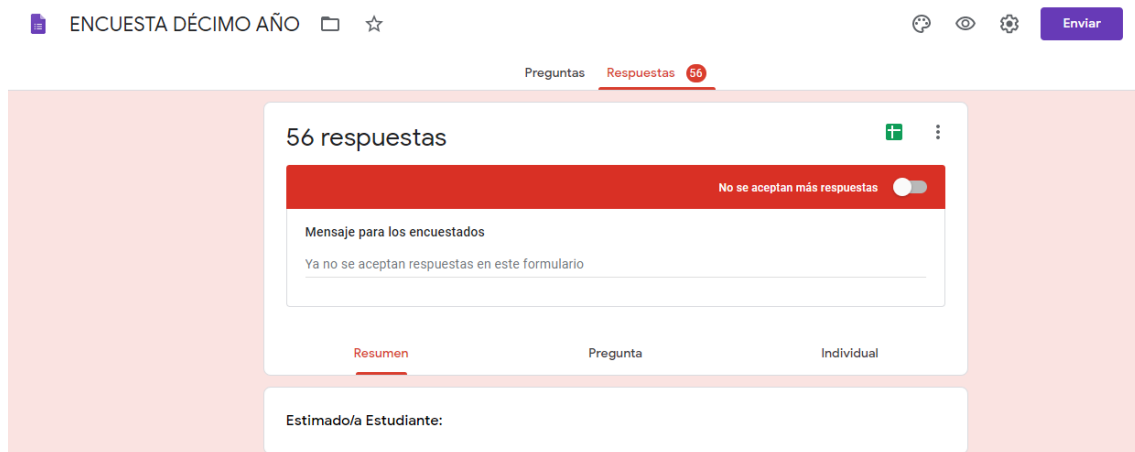 ENCUESTA DÉCIMO AÑO
Enviar
Preguntas Respuestas 56
56 respuestas
No se aceptan más respuestas
Mensaje para los encuestados
Ya no se aceptan respuestas en este formulario
Resumen Pregunta Individual
Estimado/a Estudiante: